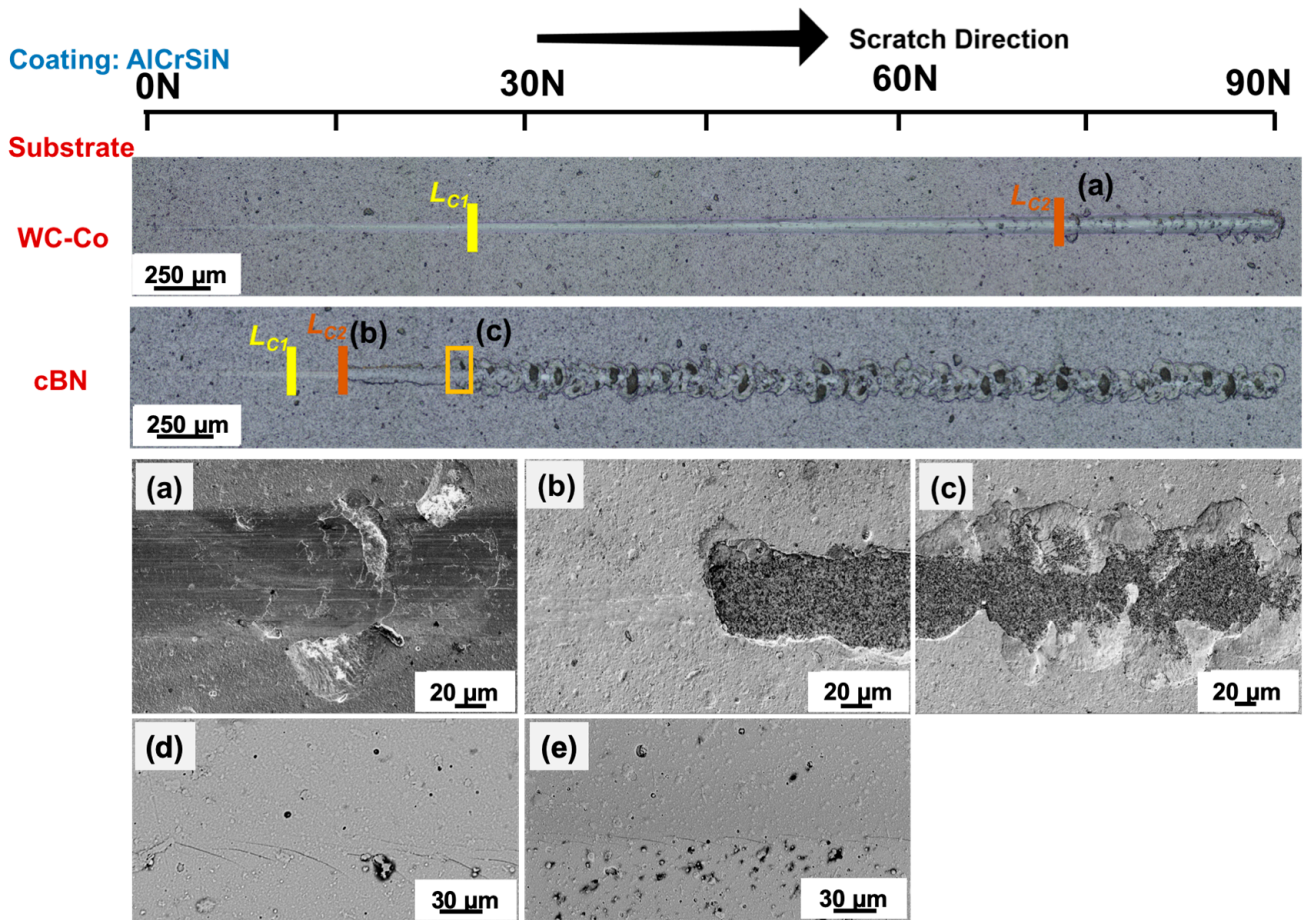 Scratch Direction
Coating: AlCrSiN
0N 30N 60N 90N
Substrate
LC1 LC2 (a)
WC-Co
250 µm
LC1 LC2 (b) (c)
cBN
250 µm
(a) (b) (c)
20 µm 20 µm 20 µm
(d) (e)
30 µm 30 µm